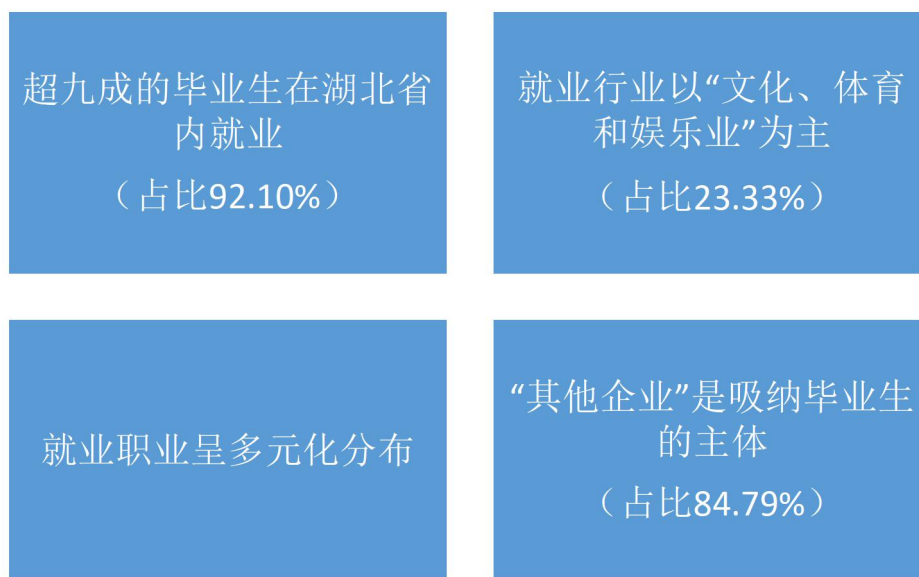 超九成的毕业生在湖北省
内就业
（占比92.10%）
就业行业以“文化、体育
和娱乐业”为主
（占比23.33%）
就业职业呈多元化分布
“其他企业”是吸纳毕业生
的主体
（占比84.79%）